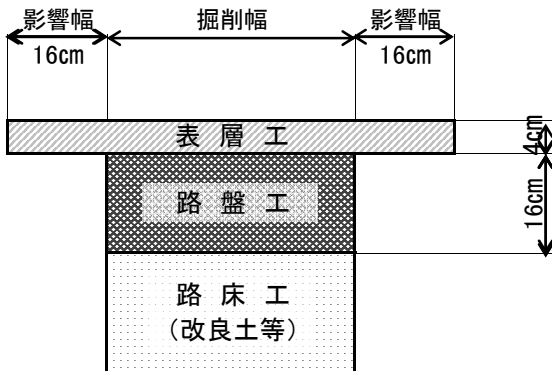 影響幅
掘削幅
影響幅
16cm
16cm
表層工
4cm
路盤工
16cm
路床工
(改良土等)